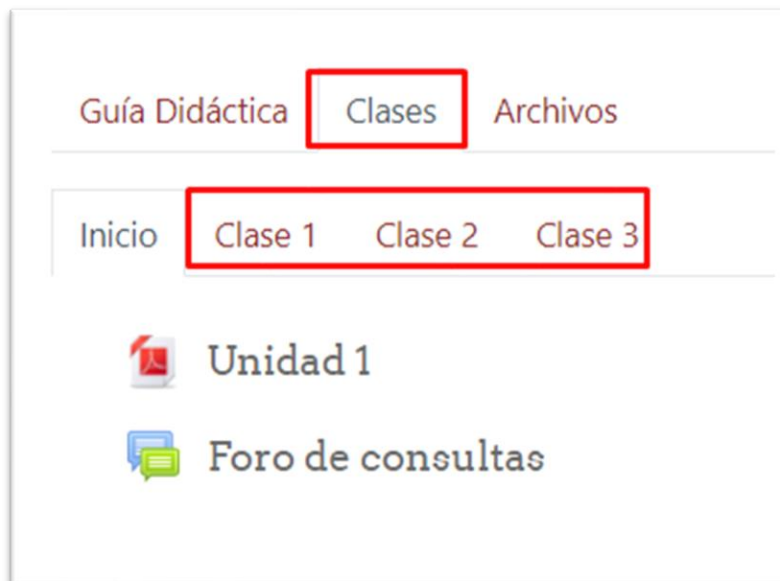 Guía Didáctica Clases Archivos
Inicio Clase 1 Clase 2 Clase 3
Unidad 1
Foro de consultas